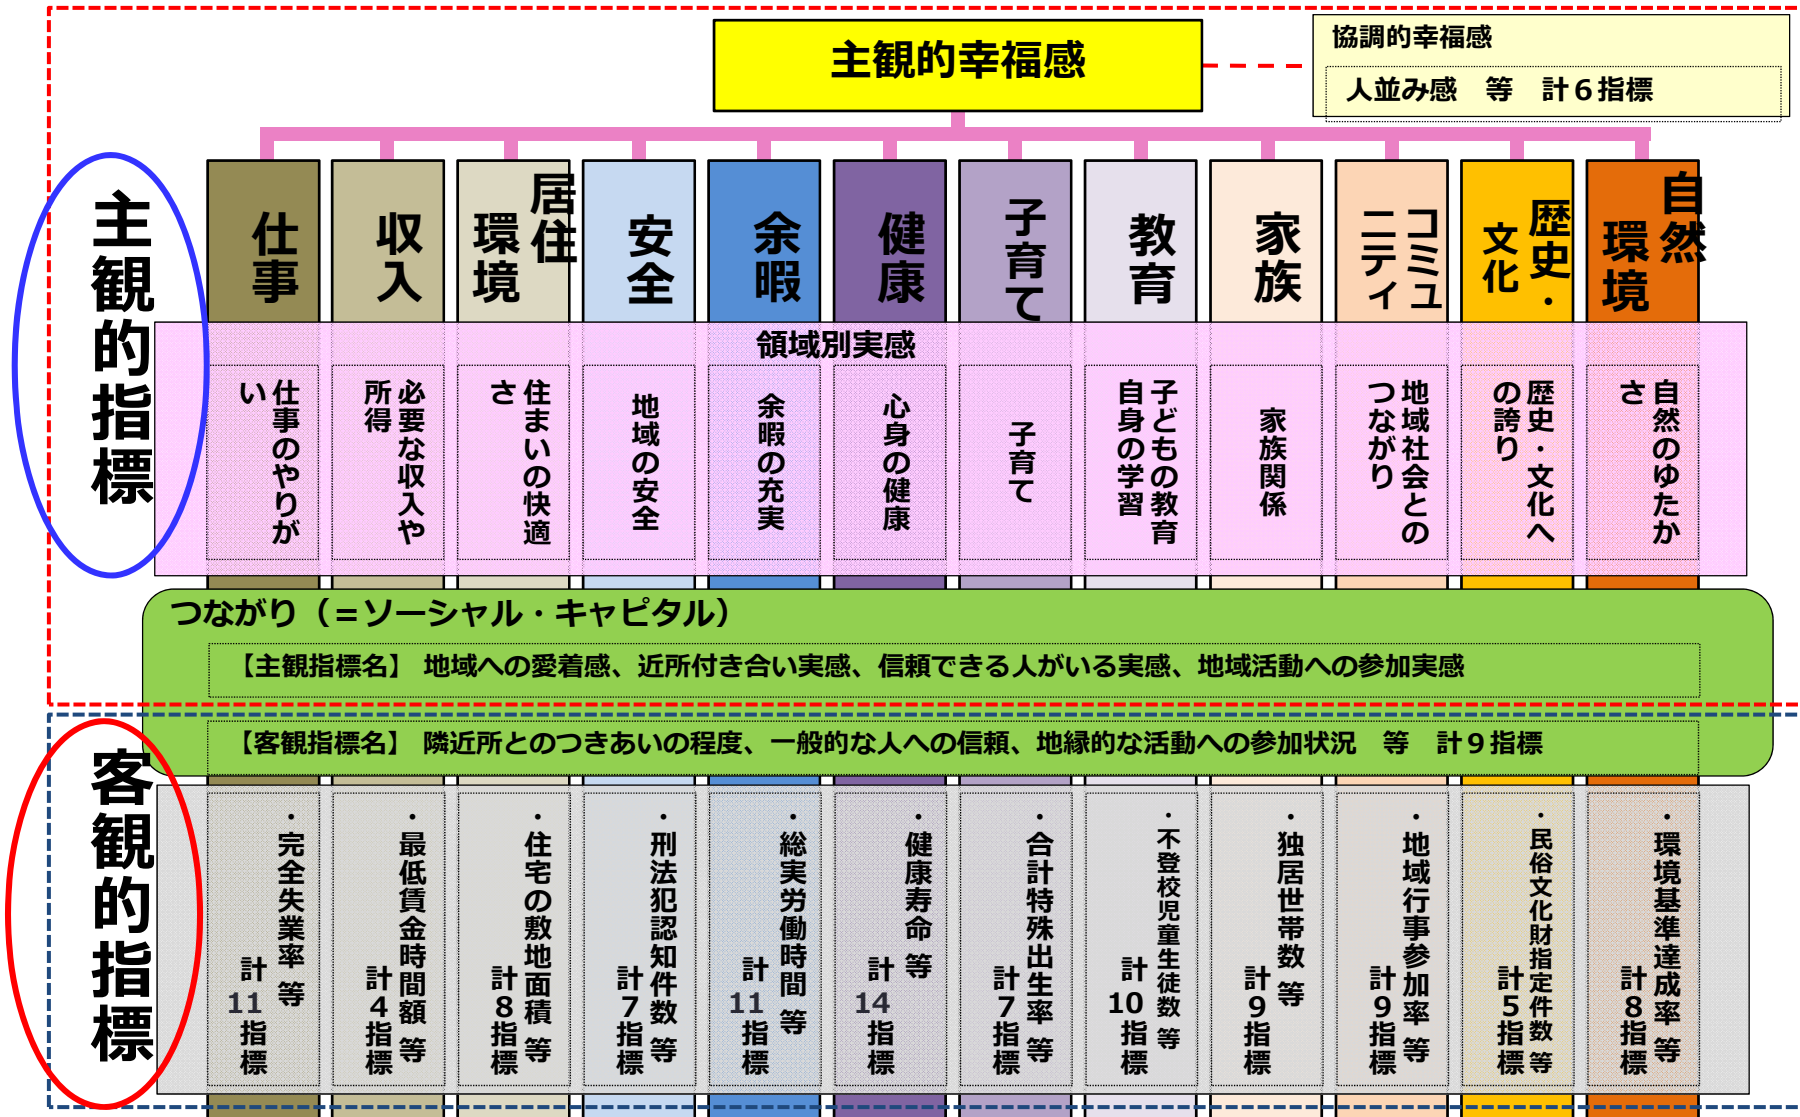 主観的幸福感
協調的幸福感
人並み感　等　計６指標
主観的指標
仕事
収入
居住
環境
安全
余暇
健康
子育て
教育
家族
コミュ
ニティ
歴史・
文化
自然
環境
領域別実感
仕事のやりが
い
必要な収入や
所得
住まいの快適
さ
地域の安全
余暇の充実
心身の健康
子育て
子どもの教育
自身の学習
家族関係
地域社会との
つながり
歴史・文化へ
の誇り
自然のゆたか
さ
つながり（＝ソーシャル・キャピタル）
【主観指標名】 地域への愛着感、近所付き合い実感、信頼できる人がいる実感、地域活動への参加実感
【客観指標名】 隣近所とのつきあいの程度、一般的な人への信頼、地縁的な活動への参加状況　等　計９指標
客観的指標
・完全失業率 等
計11指標
・最低賃金時間額 等
計4指標
・住宅の敷地面積 等
計8指標
・刑法犯認知件数 等
計7指標
・総実労働時間 等
計11指標
・健康寿命 等
計14指標
・合計特殊出生率 等
計7指標
・不登校児童生徒数 等
計10指標
・独居世帯数 等
計9指標
・地域行事参加率 等
計9指標
・民俗文化財指定件数 等
計5指標
・環境基準達成率 等
計8指標